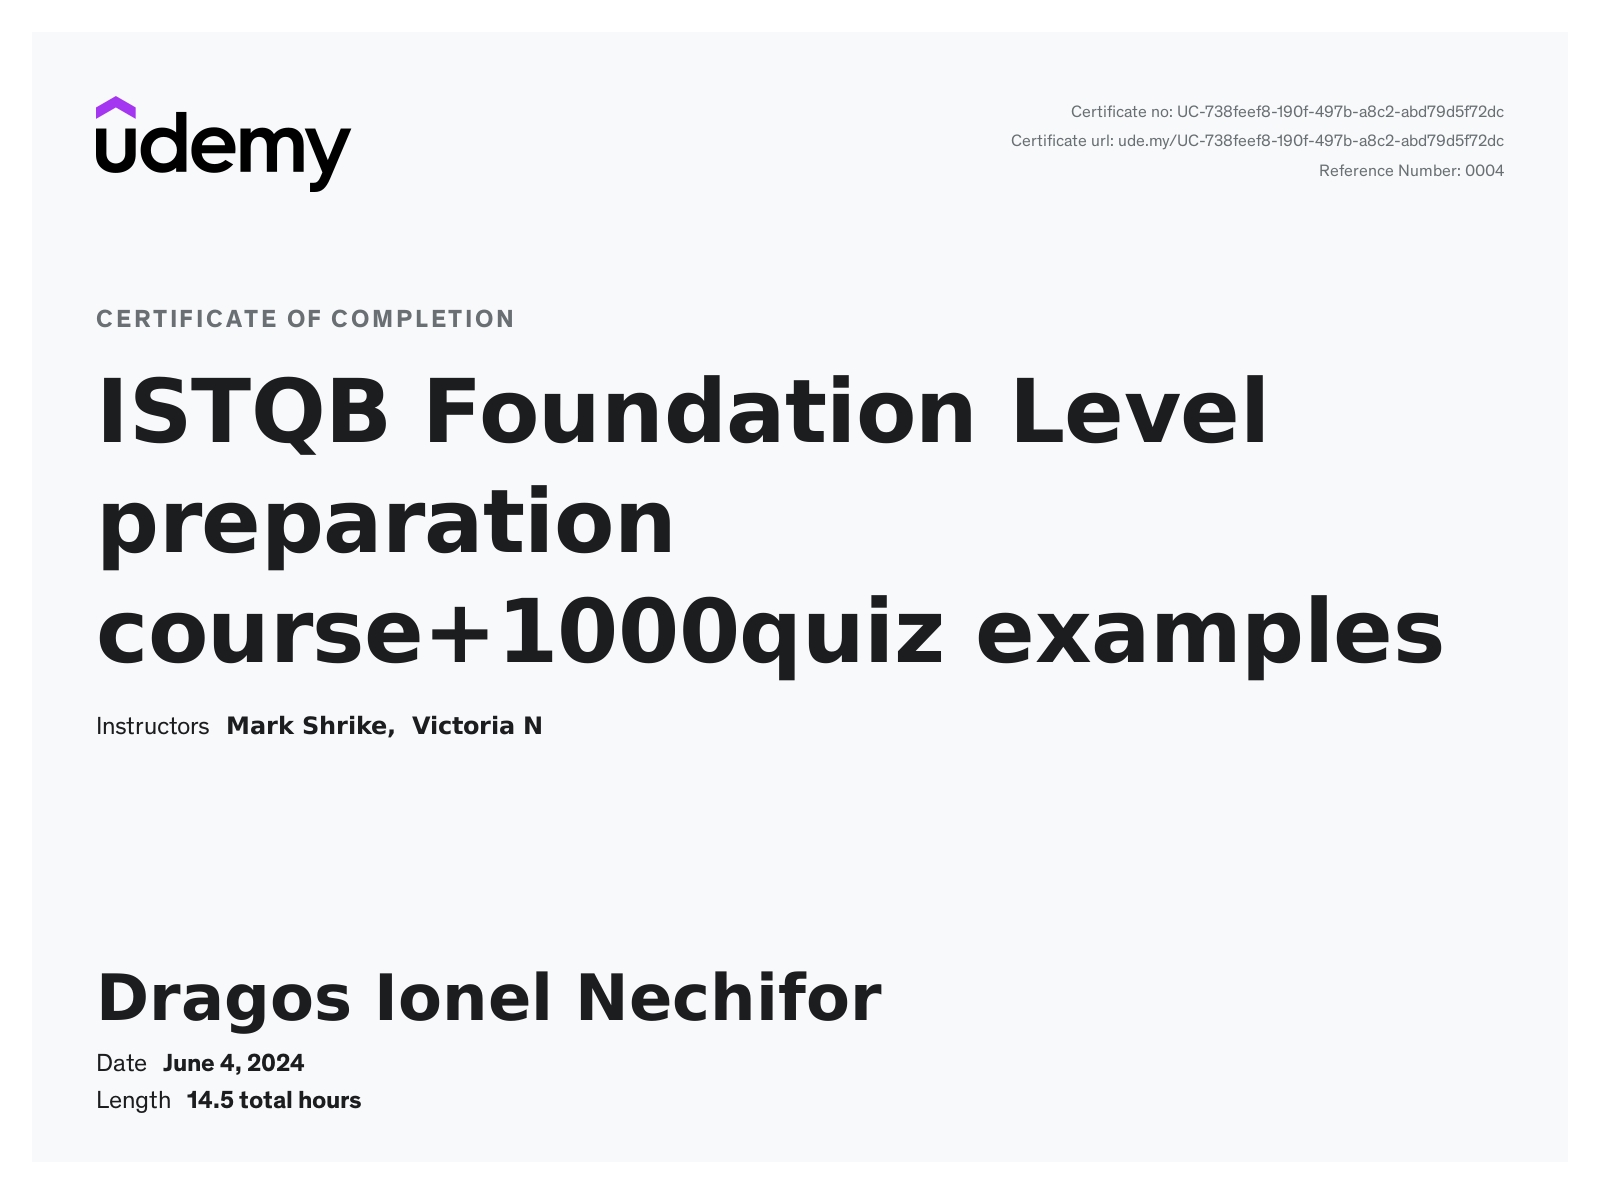 udemy
Certificate no: UC-738feef8-190f-497b-a8c2-abd79d5f72dc
Certificate url: ude.my/UC-738feef8-190f-497b-a8c2-abd79d5f72dc
Reference Number: 0004
CERTIFICATE OF COMPLETION
ISTQB Foundation Level
preparation
course+1000quiz examples
Instructors Mark Shrike, Victoria N
Dragos Ionel Nechifor
Date June 4, 2024
Length 14.5 total hours